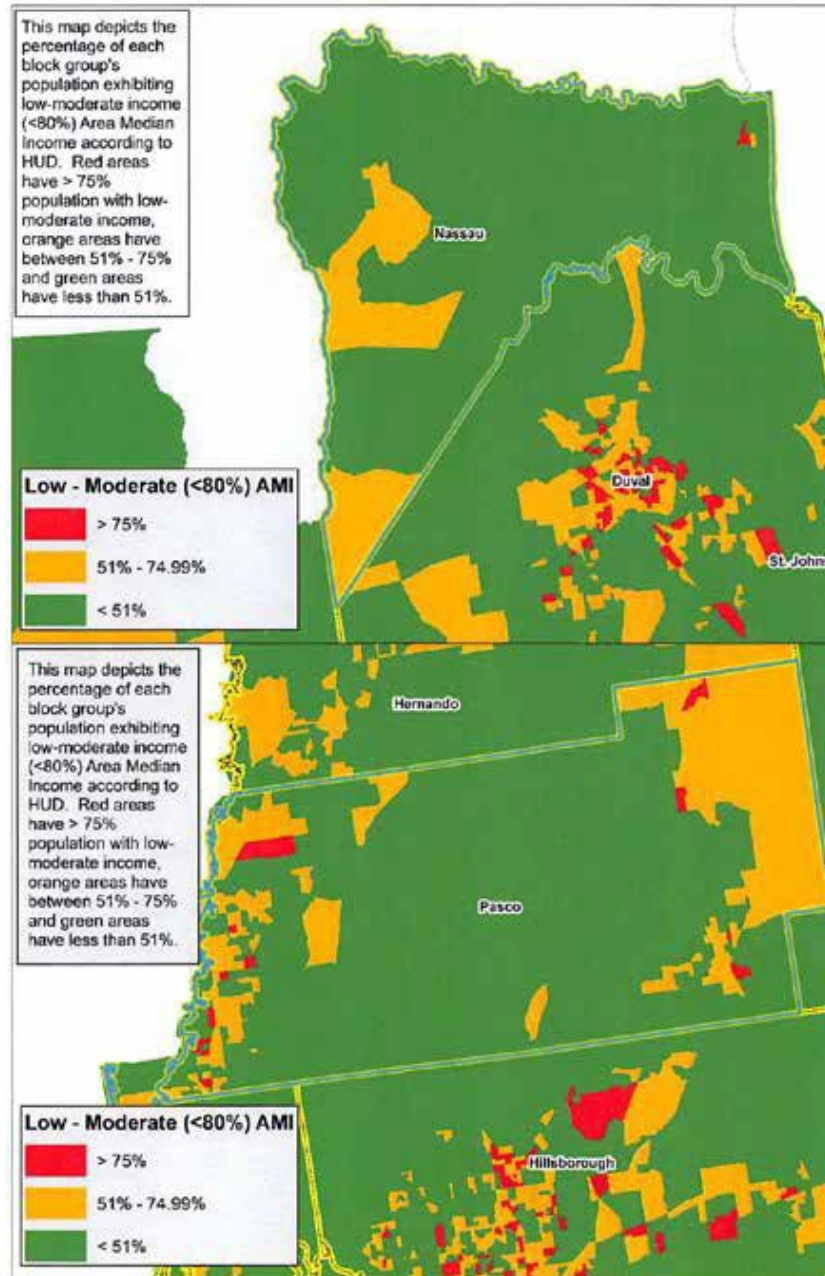 This map depicts the
percentage of each
block group's
population exhibiting
low-moderate income
(<80%) Area Median
Income according to
HUD. Red areas
have > 75%
population with low-
moderate income,
orange areas have
between 51% - 75%
and green areas
have less than 51%.
Nassau
Duval
St. Johns
Low - Moderate (<80%) AMI
> 75%
51% - 74.99%
< 51%
This map depicts the
percentage of each
block group's
population exhibiting
low-moderate income
(<80%) Area Median
Income according to
HUD. Red areas
have > 75%
population with low-
moderate income,
orange areas have
between 51% - 75%
and green areas
have less than 51%.
Hernando
Pasco
Hillsborough
Low - Moderate (<80%) AMI
> 75%
51% - 74.99%
< 51%